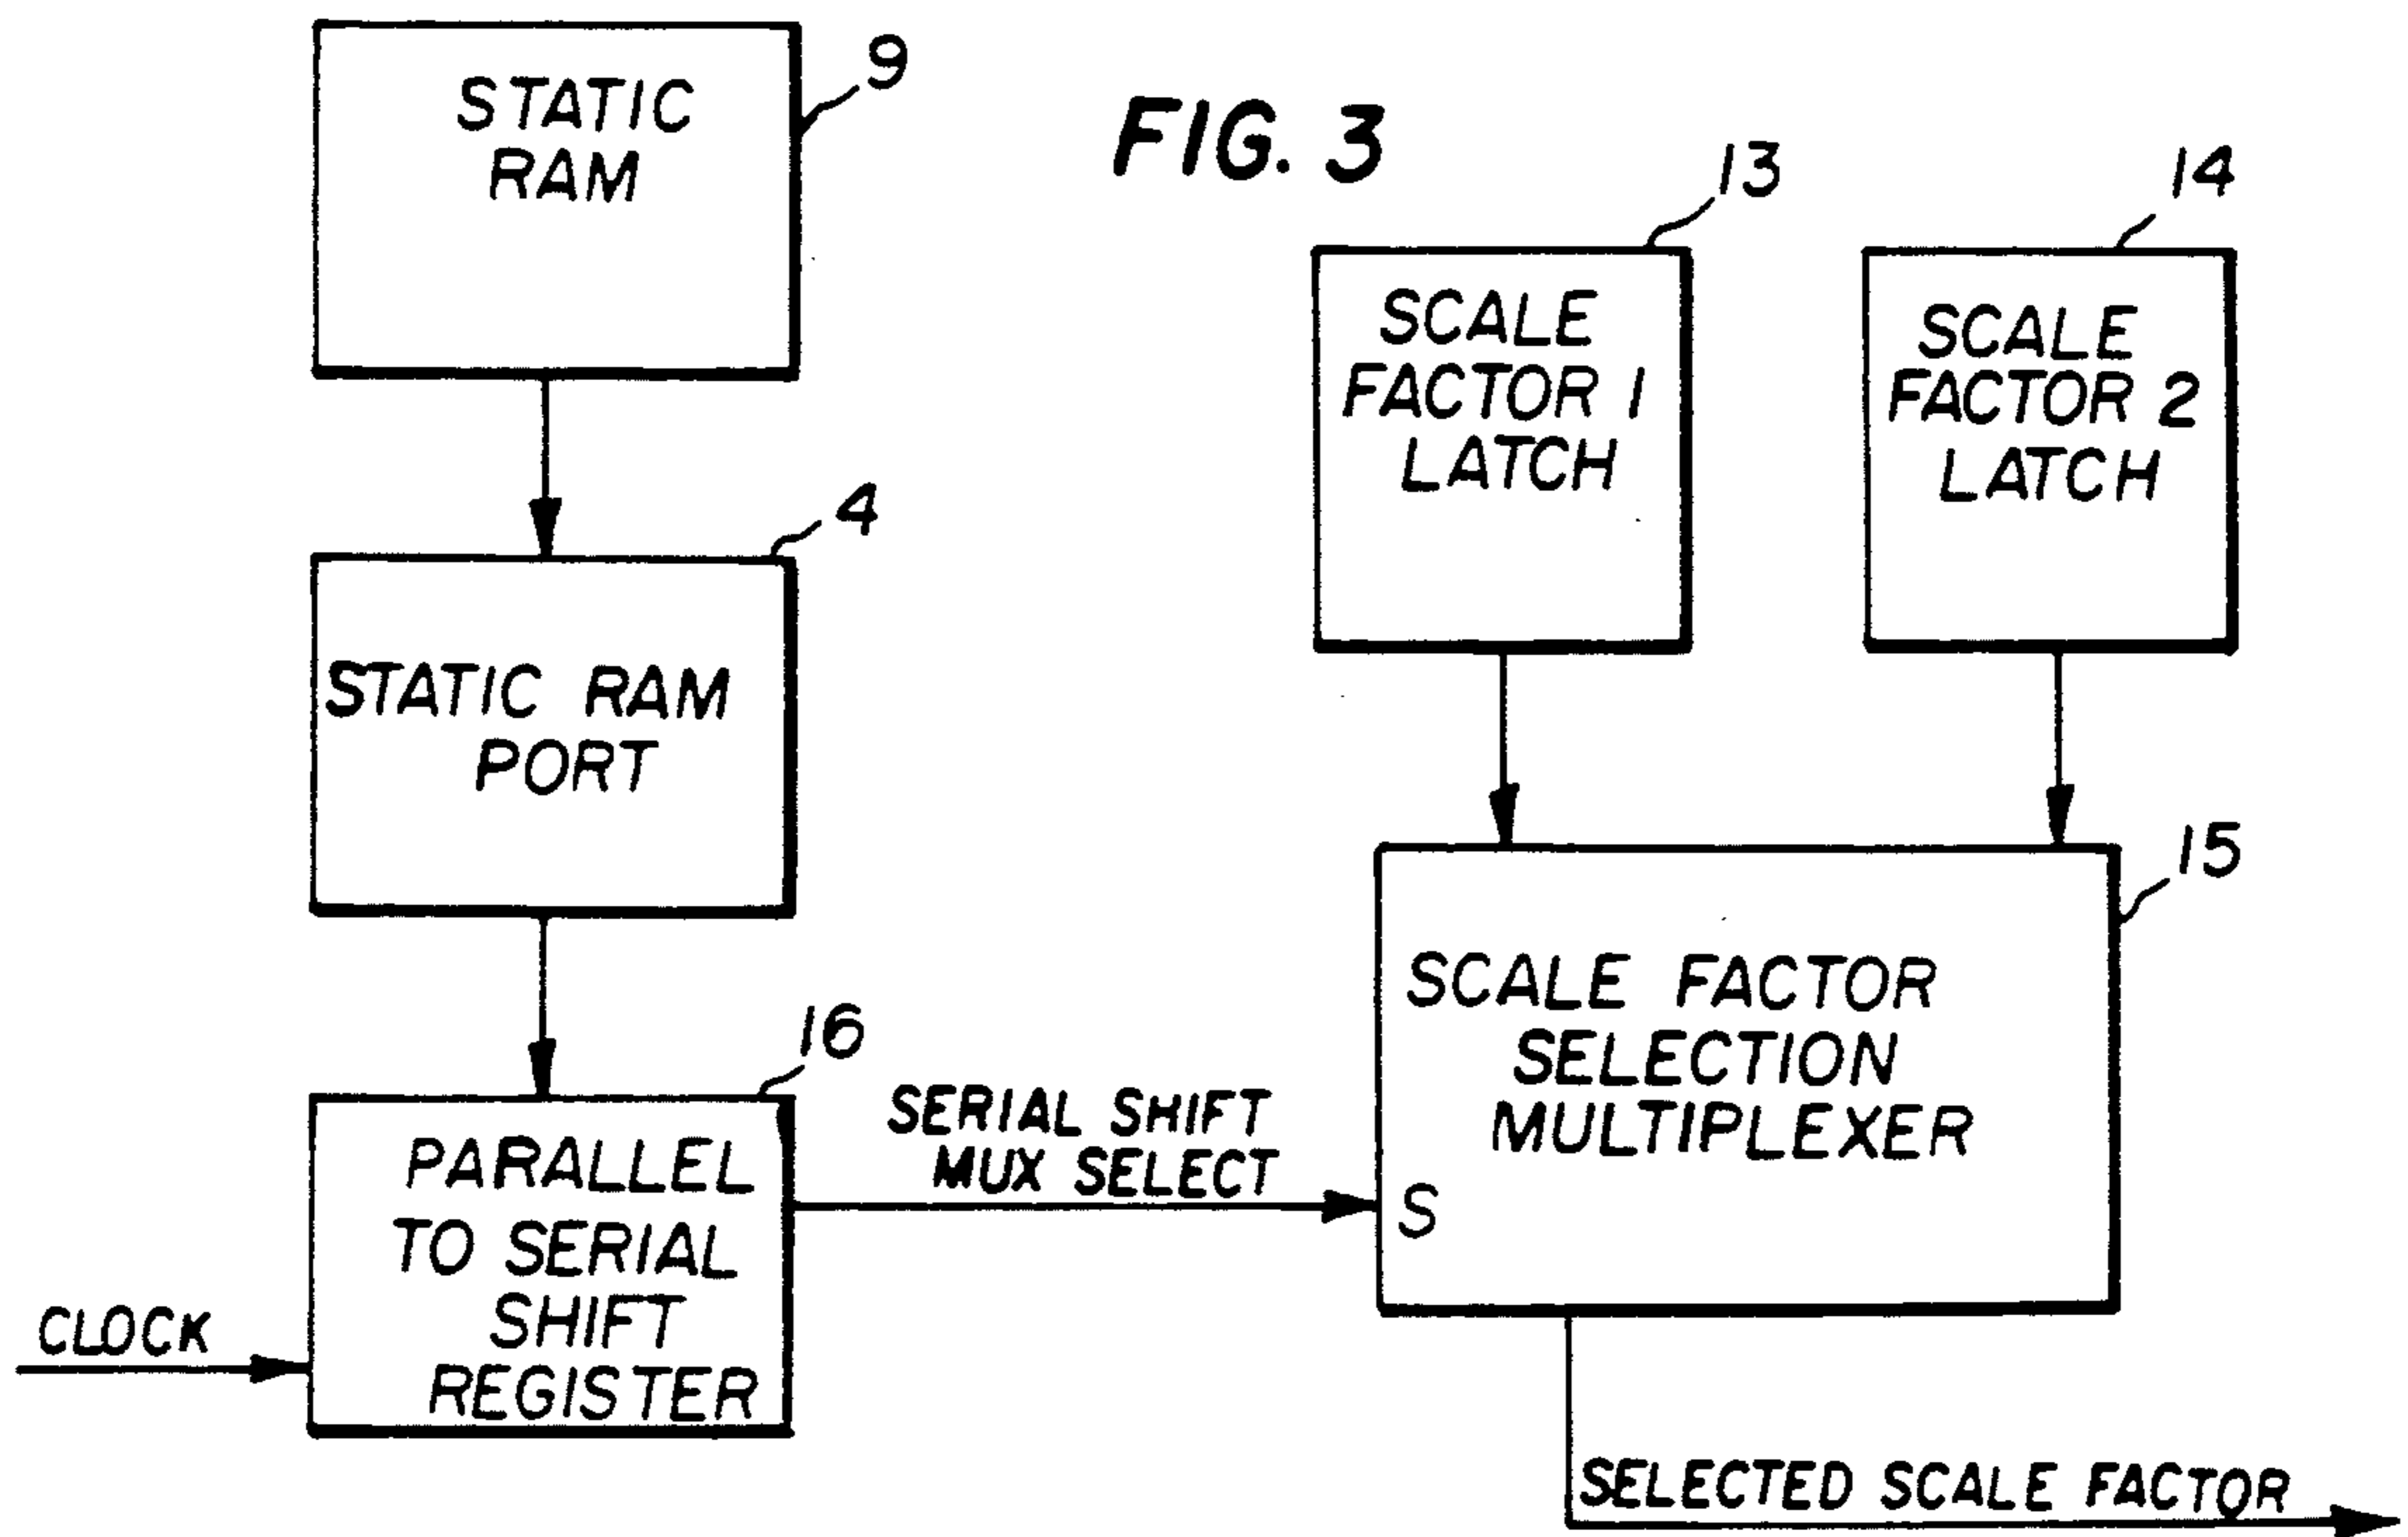 STATIC
RAM
9
FIG. 3
13
14
SCALE
FACTOR 1
LATCH
SCALE
FACTOR 2
LATCH
4
STATIC RAM
PORT
15
SCALE FACTOR
SELECTION
MULTIPLEXER
S
16
PARALLEL
TO SERIAL
SHIFT
REGISTER
SERIAL SHIFT
MUX SELECT
CLOCK
SELECTED SCALE FACTOR